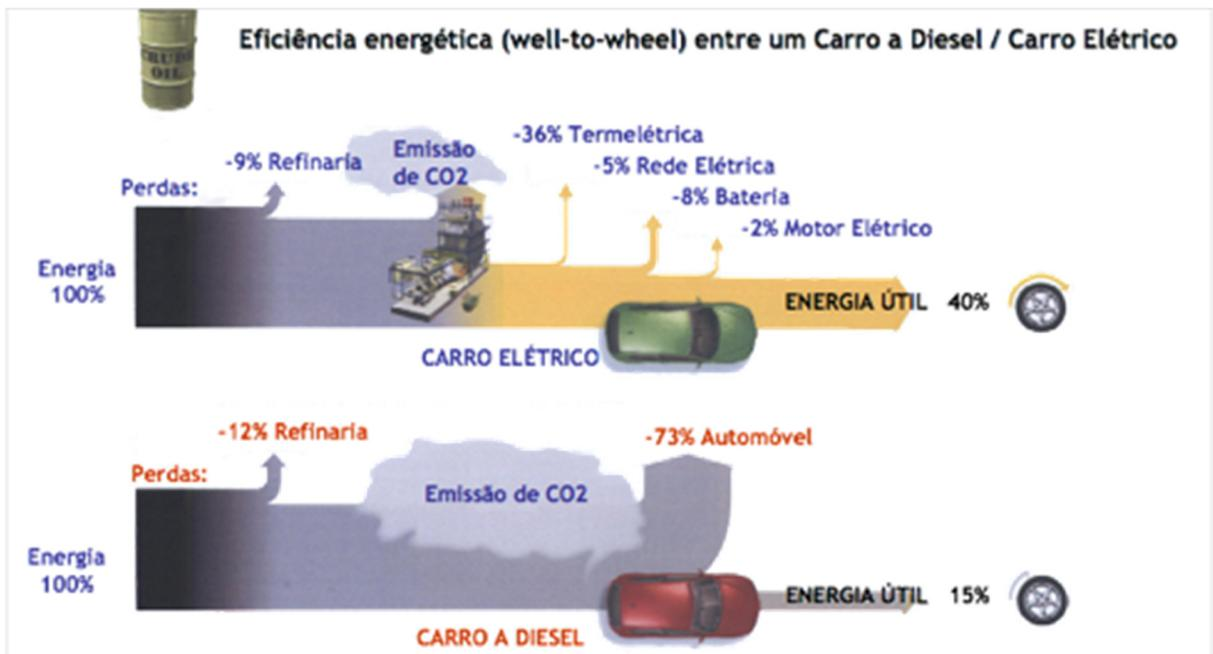 CRUDE
OIL
Eficiência energética (well-to-wheel) entre um Carro a Diesel / Carro Elétrico
-36% Termelétrica
Emissão
de CO2
-9% Refinaria
-5% Rede Elétrica
Perdas:
-8% Bateria
-2% Motor Elétrico
Energia
100%
ENERGIA ÚTIL 40%
CARRO ELÉTRICO
-12% Refinaria
-73% Automóvel
Perdas:
Emissão de CO2
Energia
100%
ENERGIA ÚTIL 15%
CARRO A DIESEL